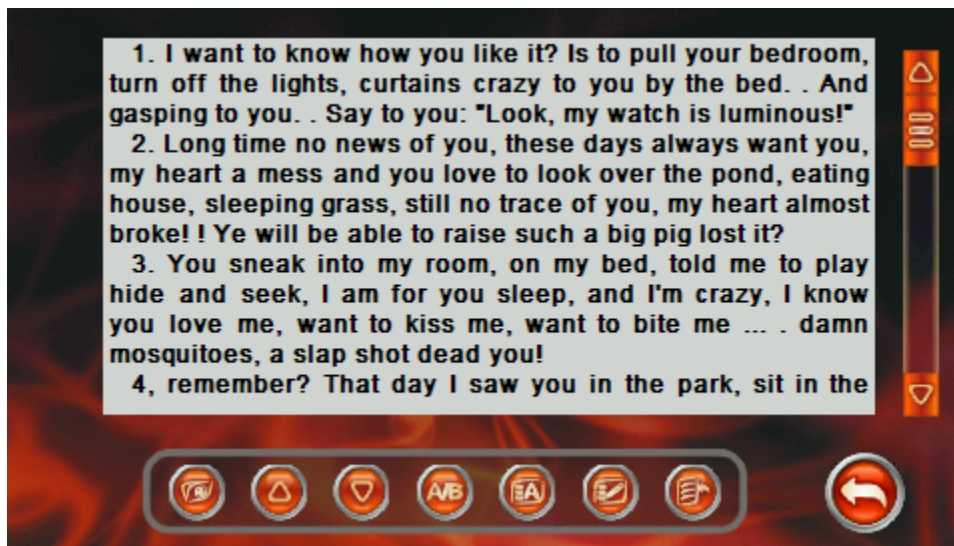 1. I want to know how you like it? Is to pull your bedroom,
turn off the lights, curtains crazy to you by the bed. . And
gasping to you. . Say to you: "Look, my watch is luminous!"
2. Long time no news of you, these days always want you,
my heart a mess and you love to look over the pond, eating
house, sleeping grass, still no trace of you, my heart almost
broke! ! Ye will be able to raise such a big pig lost it?
3. You sneak into my room, on my bed, told me to play
hide and seek, I am for you sleep, and I'm crazy, I know
you love me, want to kiss me, want to bite me ... . damn
mosquitoes, a slap shot dead you!
4, remember? That day I saw you in the park, sit in the
A/B
A